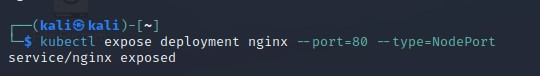 ┌──(kali㉿kali)-[~]
└─$ kubectl expose deployment nginx --port=80 --type=NodePort
service/nginx exposed